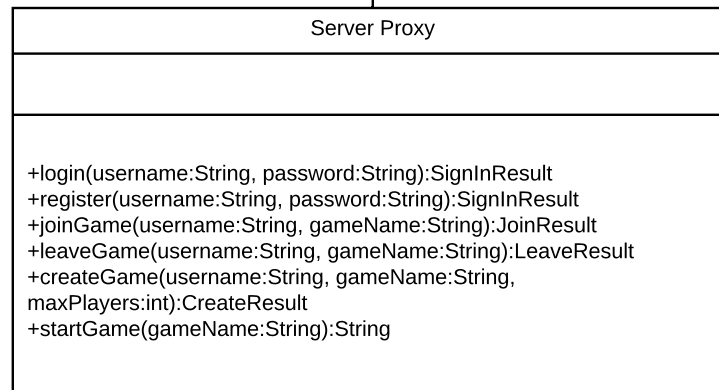 Server Proxy
+login(username:String, password:String):SignInResult
+register(username:String, password:String):SignInResult
+joinGame(username:String, gameName:String):JoinResult
+leaveGame(username:String, gameName:String):LeaveResult
+createGame(username:String, gameName:String,
maxPlayers:int):CreateResult
+startGame(gameName:String):String